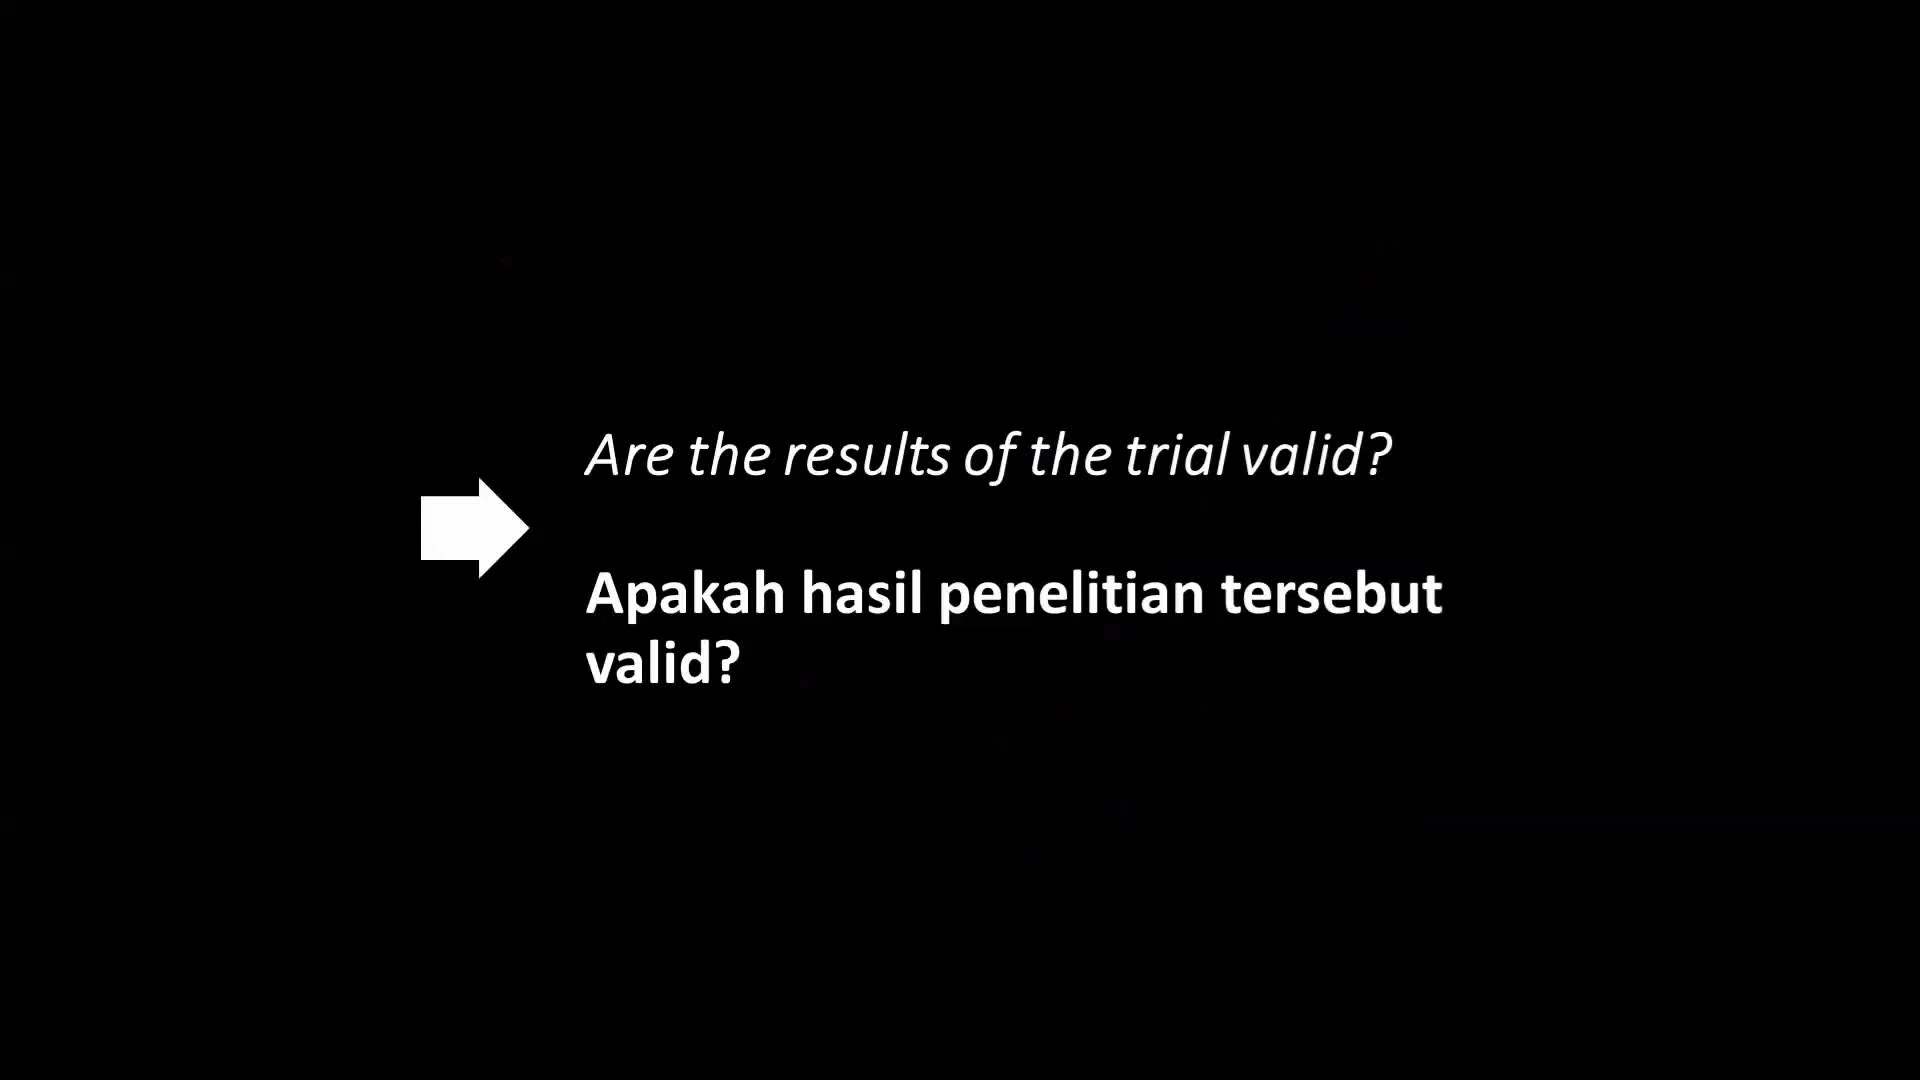 Are the results of the trial valid?
Apakah hasil penelitian tersebut
valid?